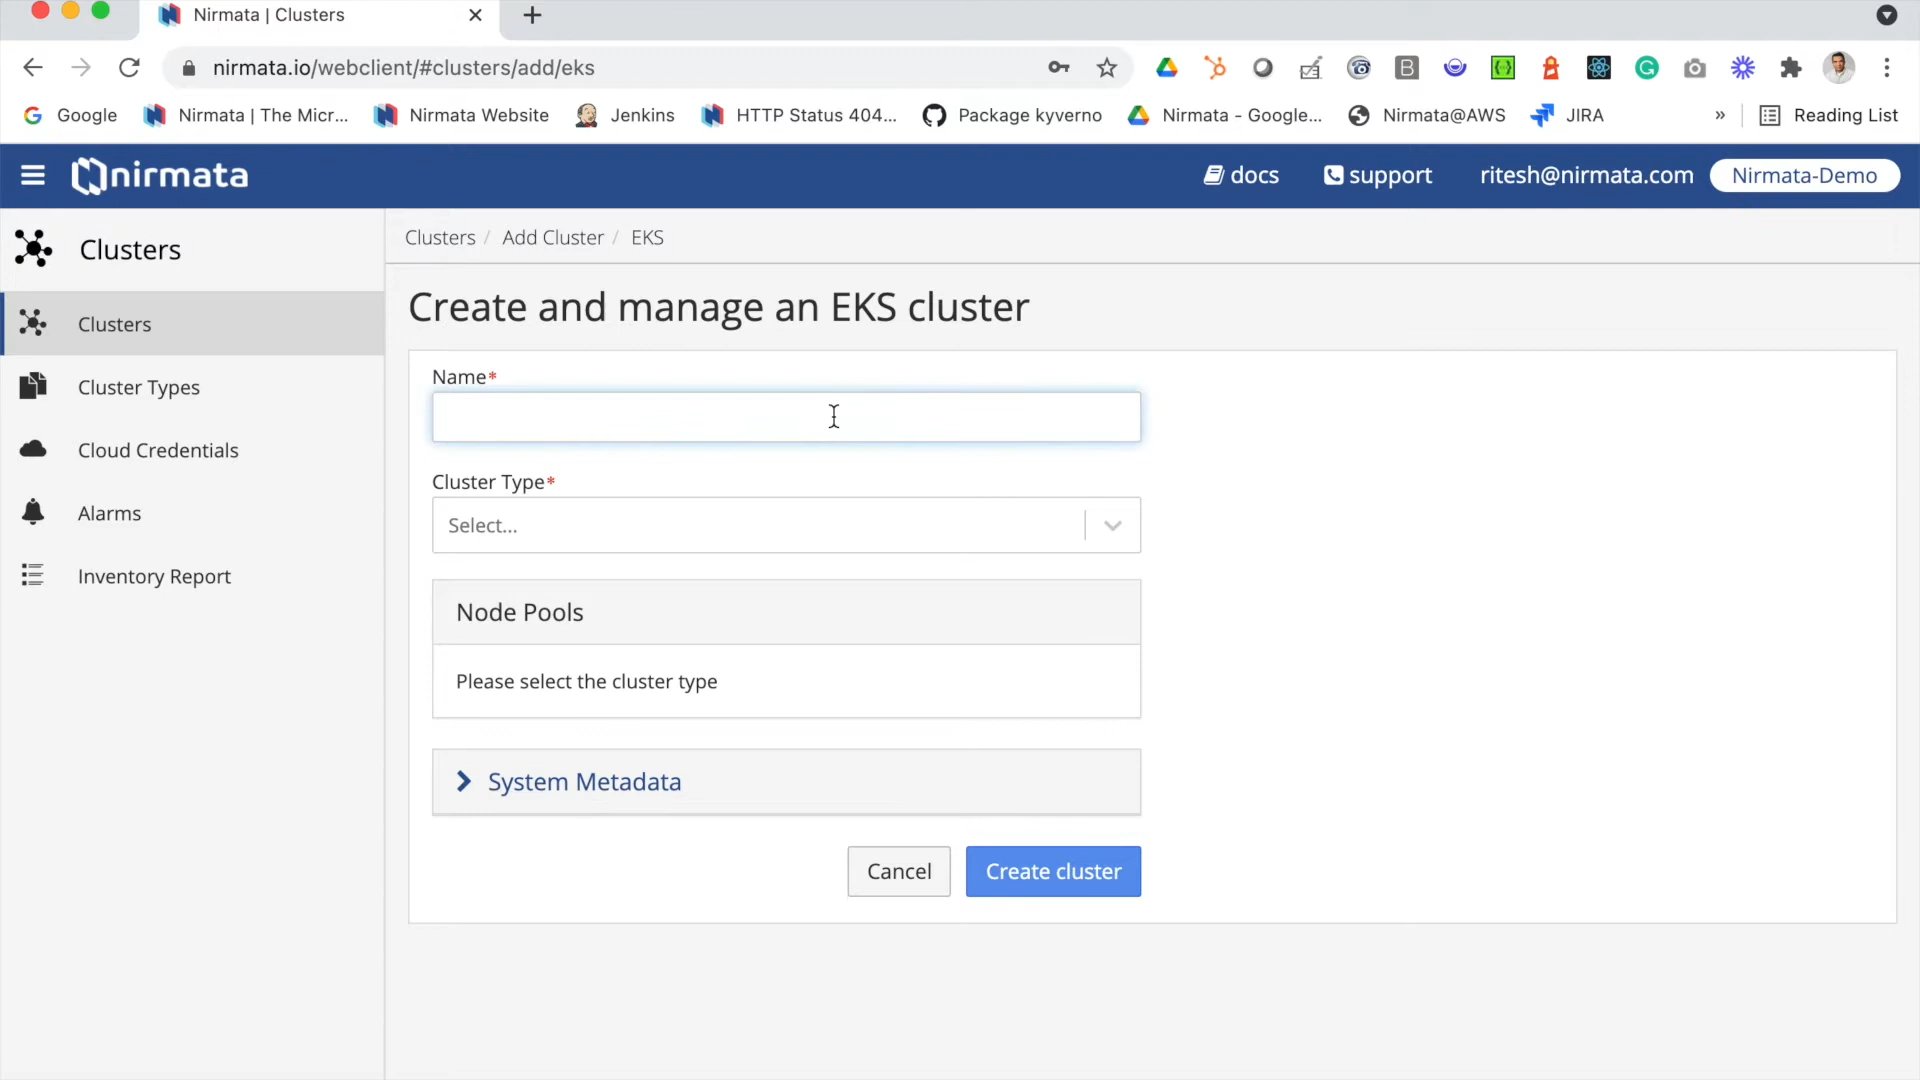 Nirmata | Clusters
nirmata.io/webclient/#clusters/add/eks
Google Nirmata | The Micr... Nirmata Website Jenkins HTTP Status 404... Package kyverno Nirmata - Google... Nirmata@AWS JIRA » Reading List
nirmata docs support ritesh@nirmata.com Nirmata-Demo
Clusters
Clusters
Cluster Types
Cloud Credentials
Alarms
Inventory Report
Clusters / Add Cluster / EKS
Create and manage an EKS cluster
Name*
Cluster Type*
Select...
Node Pools
Please select the cluster type
System Metadata
Cancel Create cluster